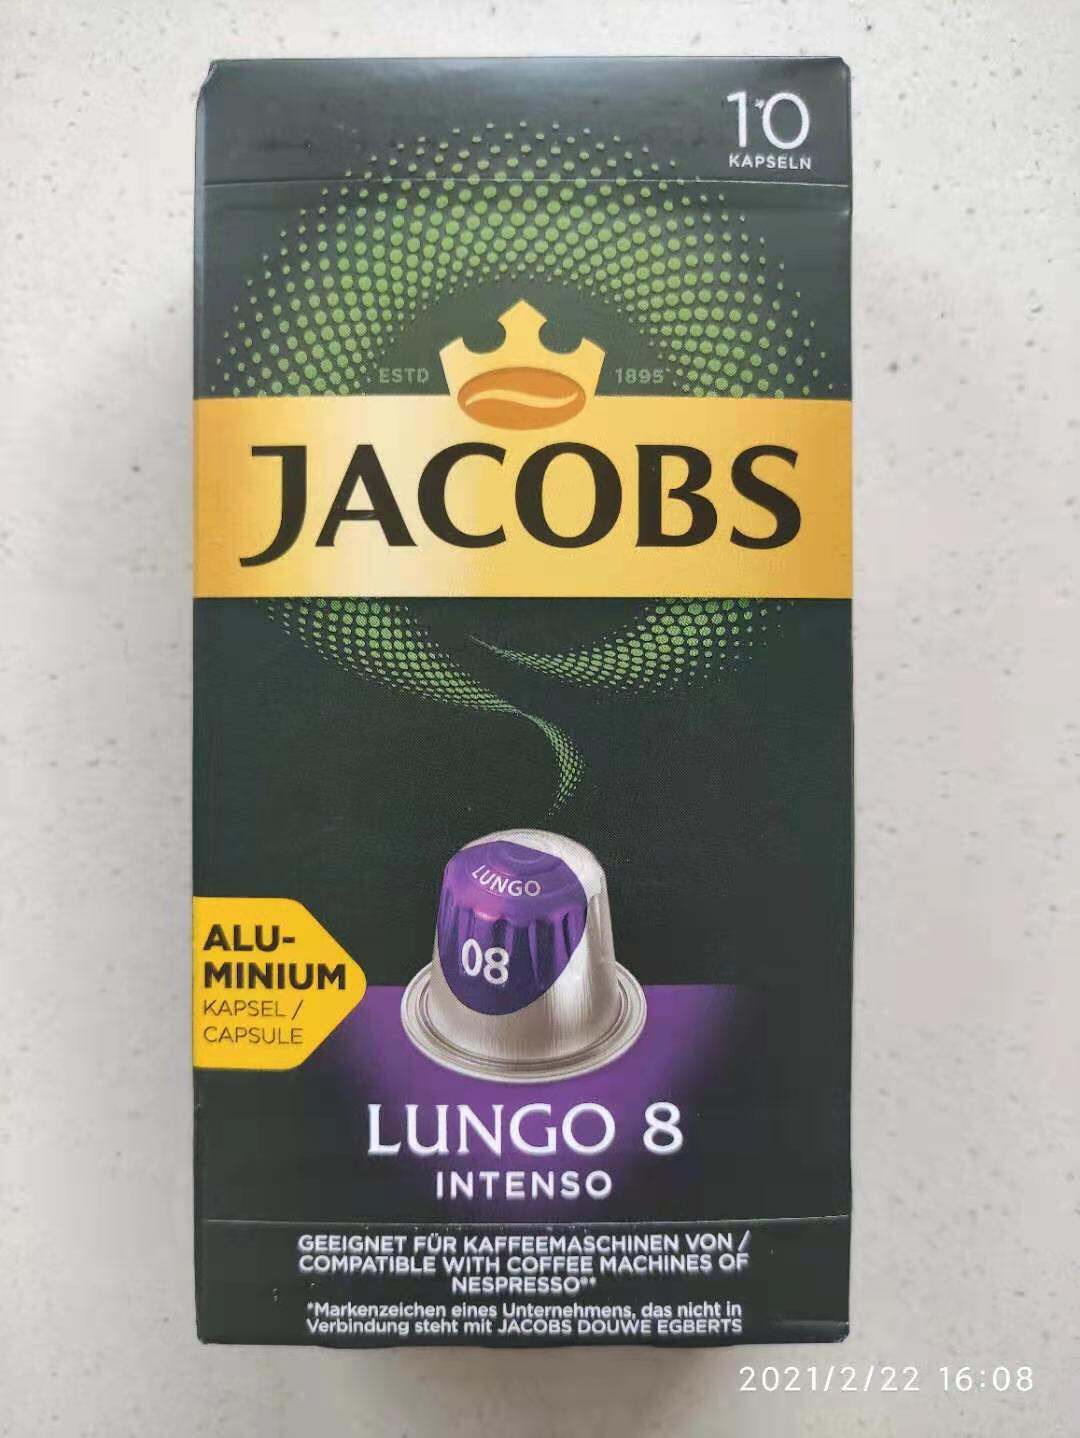 10
KAPSELN
ESTD 1895
JACOBS
LUNGO
08
ALU-
MINIUM
KAPSEL /
CAPSULE
LUNGO 8
INTENSO
GEEIGNET FÜR KAFFEEMASCHINEN VON /
COMPATIBLE WITH COFFEE MACHINES OF
NESPRESSO®*
*Markenzeichen eines Unternehmens, das nicht in
Verbindung steht mit JACOBS DOUWE EGBERTS
2021/2/22 16:08